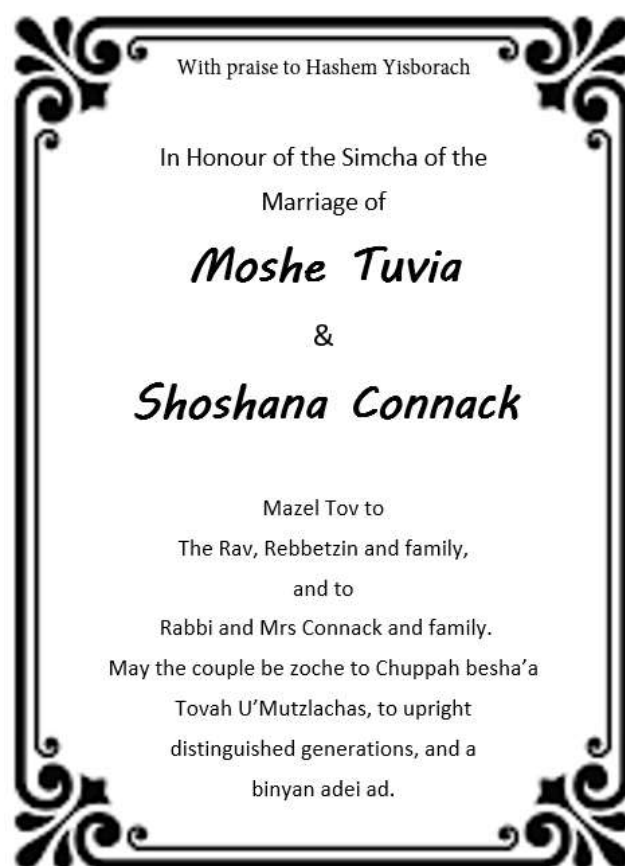 With praise to Hashem Yisborach
In Honour of the Simcha of the
Marriage of
Moshe Tuvia
&
Shoshana Connack
Mazel Tov to
The Rav, Rebbetzin and family,
and to
Rabbi and Mrs Connack and family.
May the couple be zoche to Chuppah besha’a
Tovah U’Mutzlachas, to upright
distinguished generations, and a
binyan adei ad.